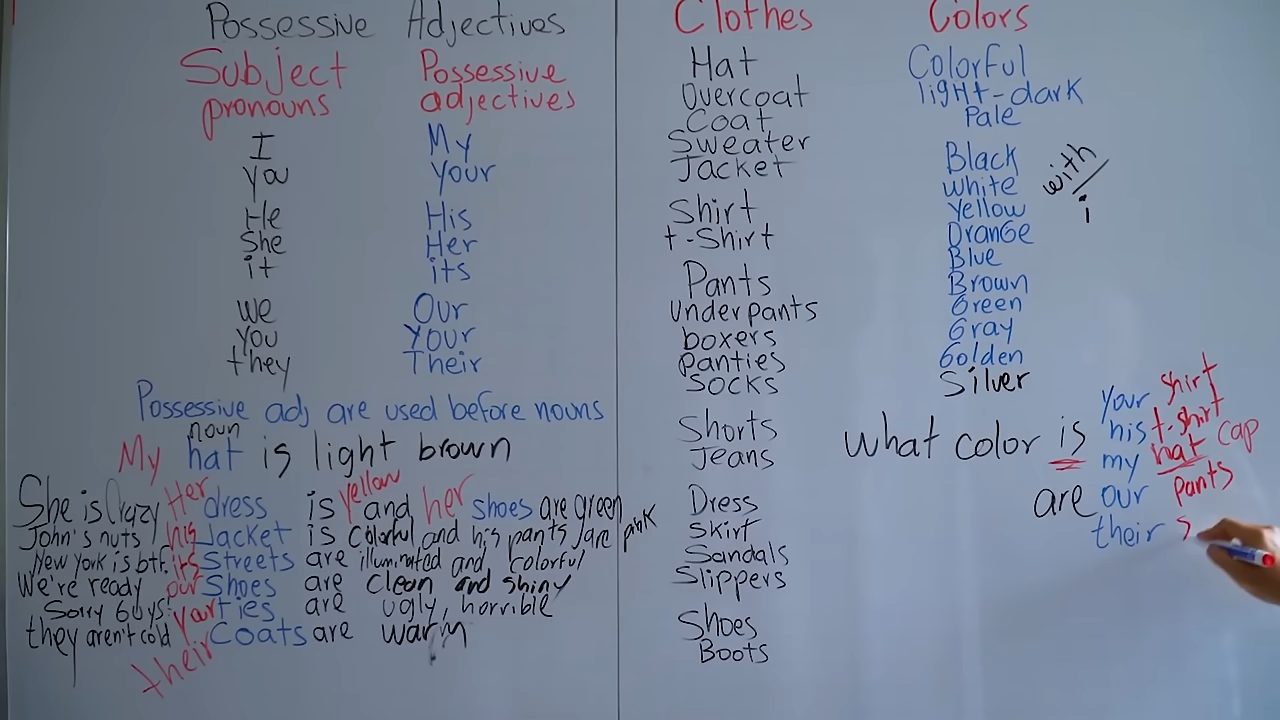 Possessive Adjectives
Subject pronouns
Possessive adjectives
I My
you Your
He His
She Her
it its
we Our
you Your
they Their
Possessive adj are used before nouns
noun
My hat is light brown
She is Crazy Her dress is yellow and her shoes are green
John's nuts his Jacket is colorful and his pants are pink
New York is btf. its Streets are illuminated and colorful
We're ready our Shoes are clean and shiny
Sorry Guys! your ties are ugly, horrible
they aren't cold their Coats are warm
Clothes
Hat
Overcoat
Coat
Sweater
Jacket
Shirt
t-Shirt
Pants
Underpants
boxers
panties
Socks
Shorts
Jeans
Dress
Skirt
Sandals
Slippers
Shoes
Boots
Colors
Colorful
light-dark
Pale
Black
white
Yellow
Orange
Blue
Brown
Green
Gray
Golden
Silver
with
i
What color is
are
your shirt
his t-shirt
my hat cap
our pants
their s